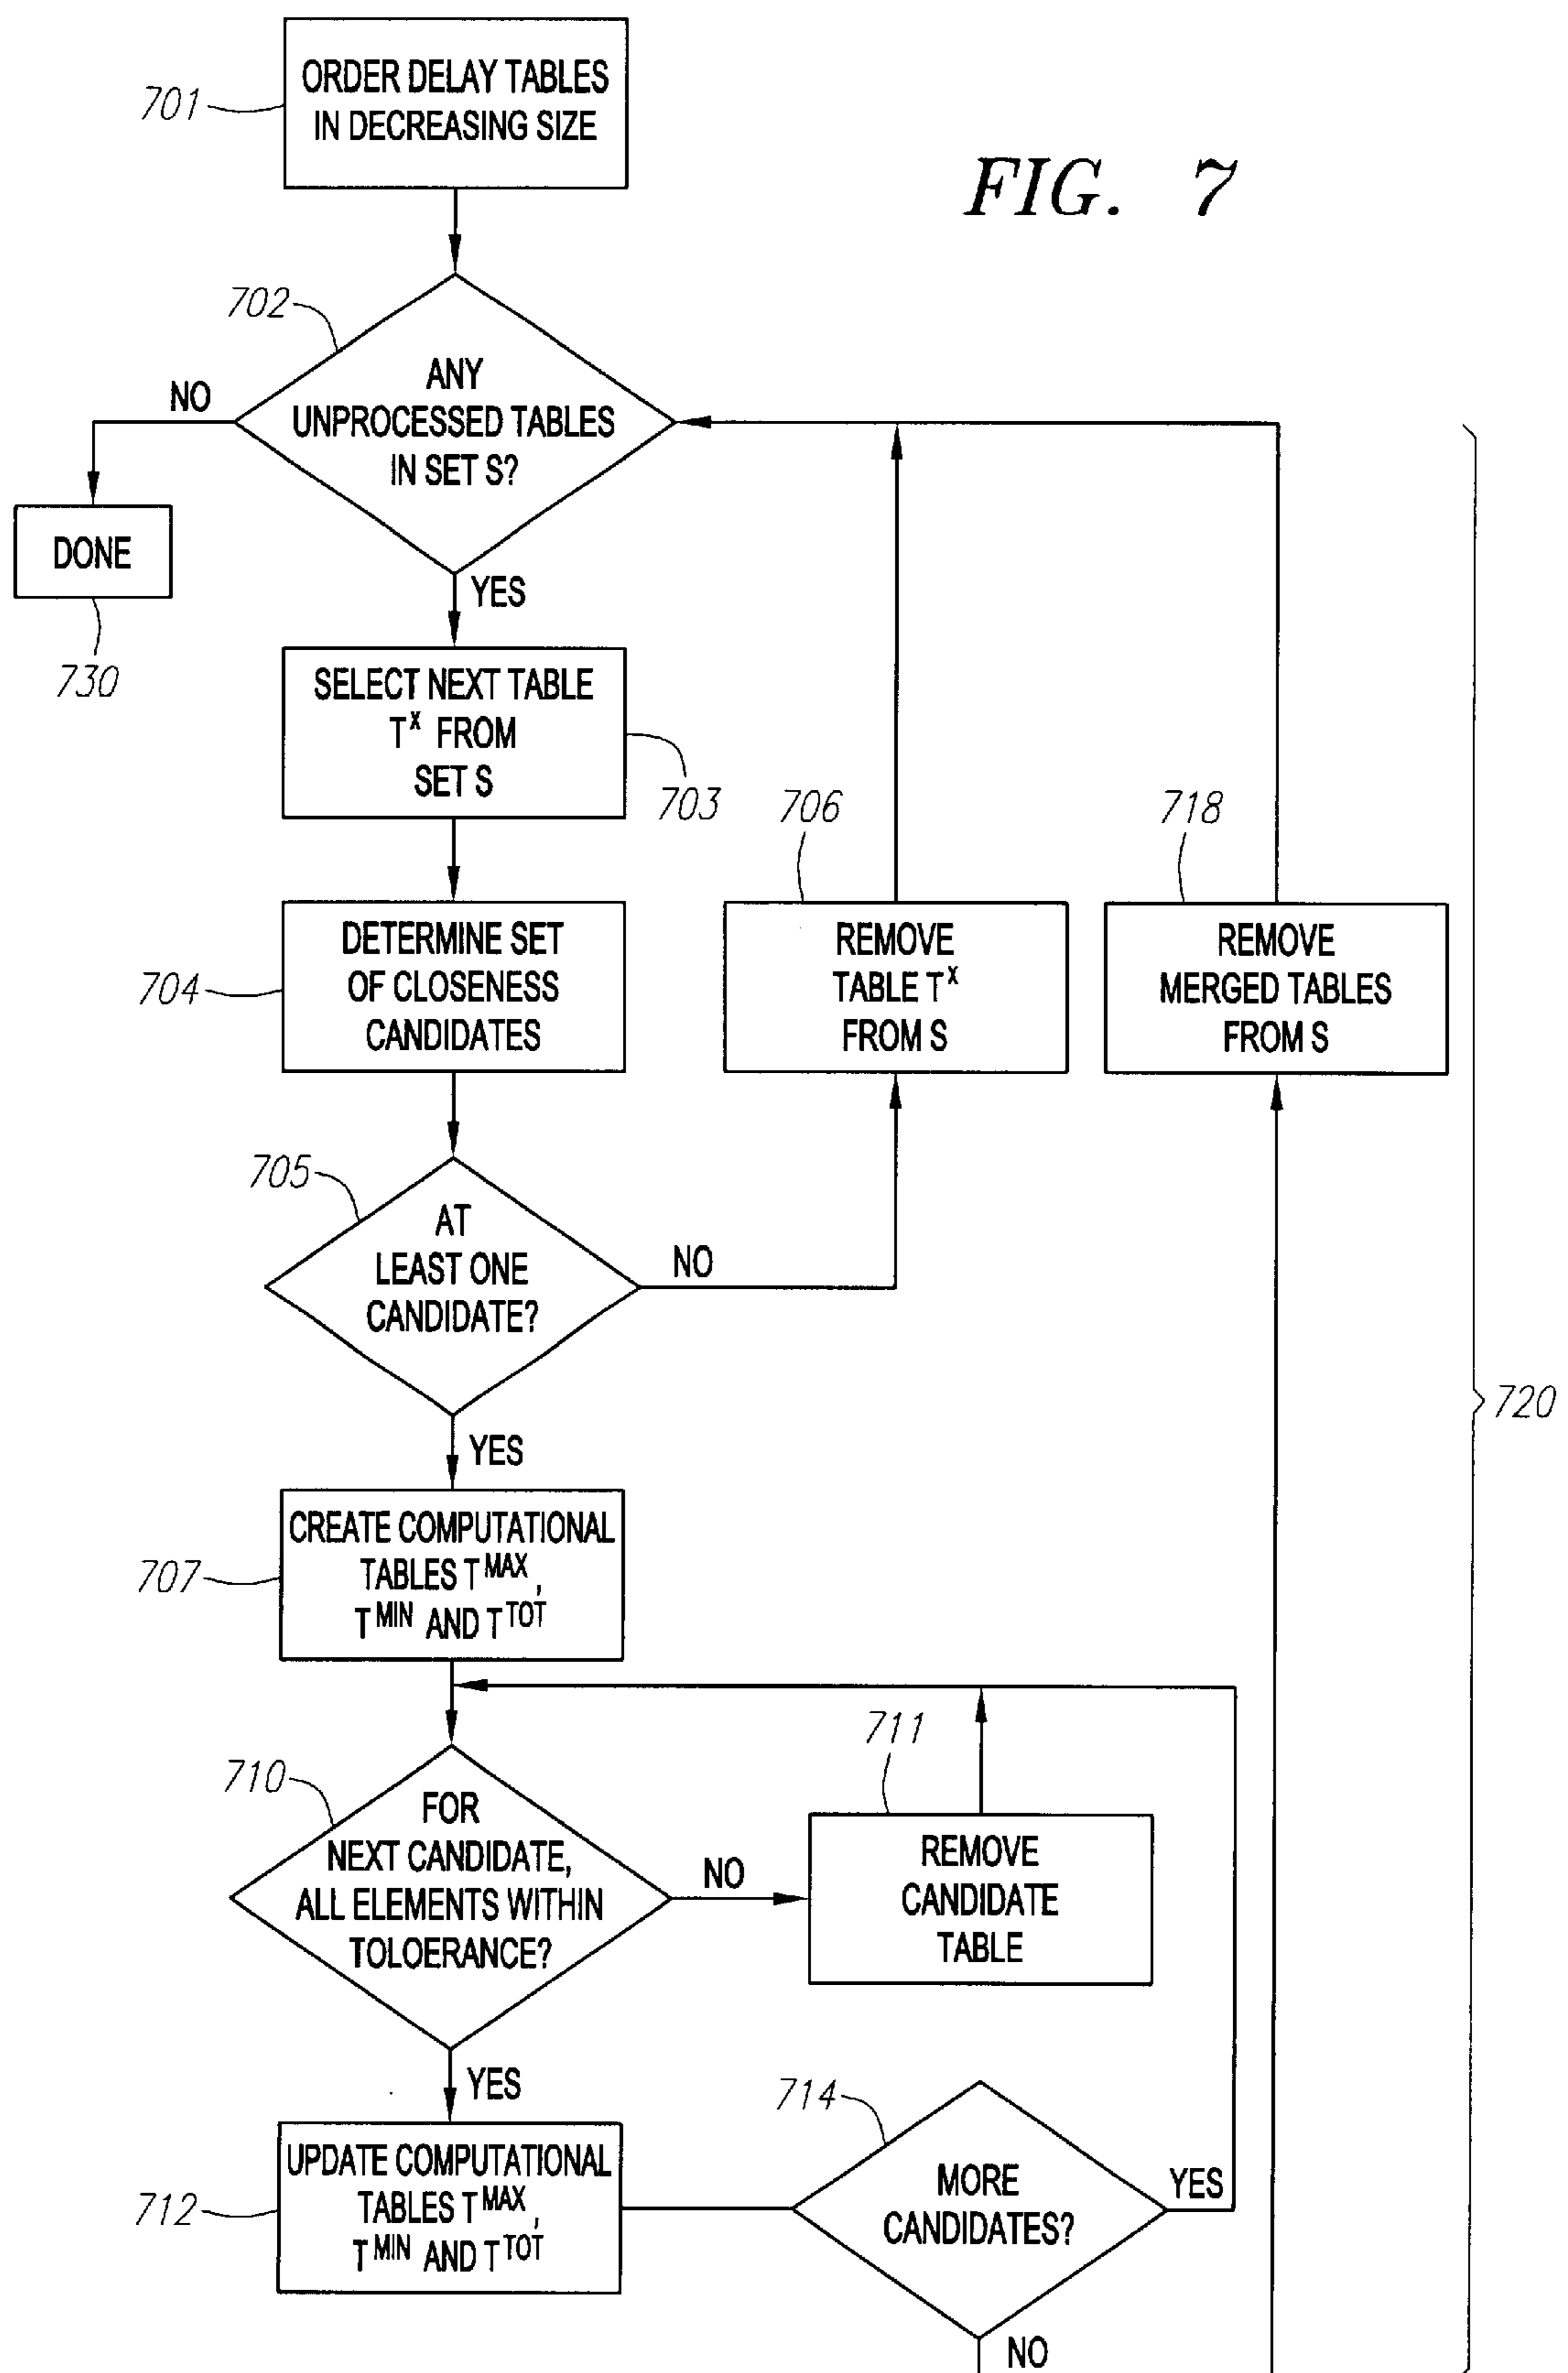 ORDER DELAY TABLES
IN DECREASING SIZE
701
FIG. 7
702
ANY
UNPROCESSED TABLES
IN SET S?
NO
DONE
730
YES
SELECT NEXT TABLE
T^X FROM
SET S
703
706
718
DETERMINE SET
OF CLOSENESS
CANDIDATES
704
REMOVE
TABLE T^X
FROM S
REMOVE
MERGED TABLES
FROM S
705
AT
LEAST ONE
CANDIDATE?
NO
720
YES
CREATE COMPUTATIONAL
TABLES T^MAX,
T^MIN AND T^TOT
707
711
710
FOR
NEXT CANDIDATE,
ALL ELEMENTS WITHIN
TOLOERANCE?
NO
REMOVE
CANDIDATE
TABLE
YES
714
UPDATE COMPUTATIONAL
TABLES T^MAX,
T^MIN AND T^TOT
712
MORE
CANDIDATES?
YES
NO